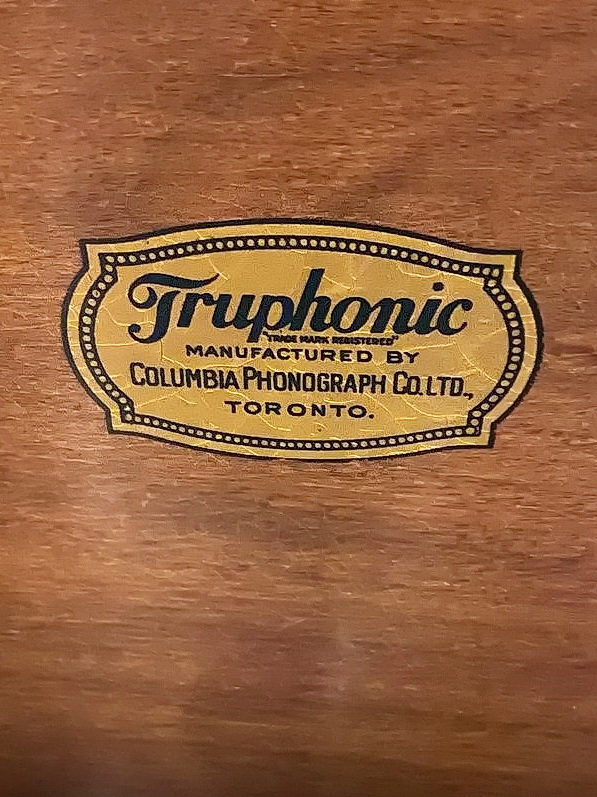 Truphonic
"TRADE MARK REGISTERED"
MANUFACTURED BY
COLUMBIA PHONOGRAPH CO. LTD.,
TORONTO.